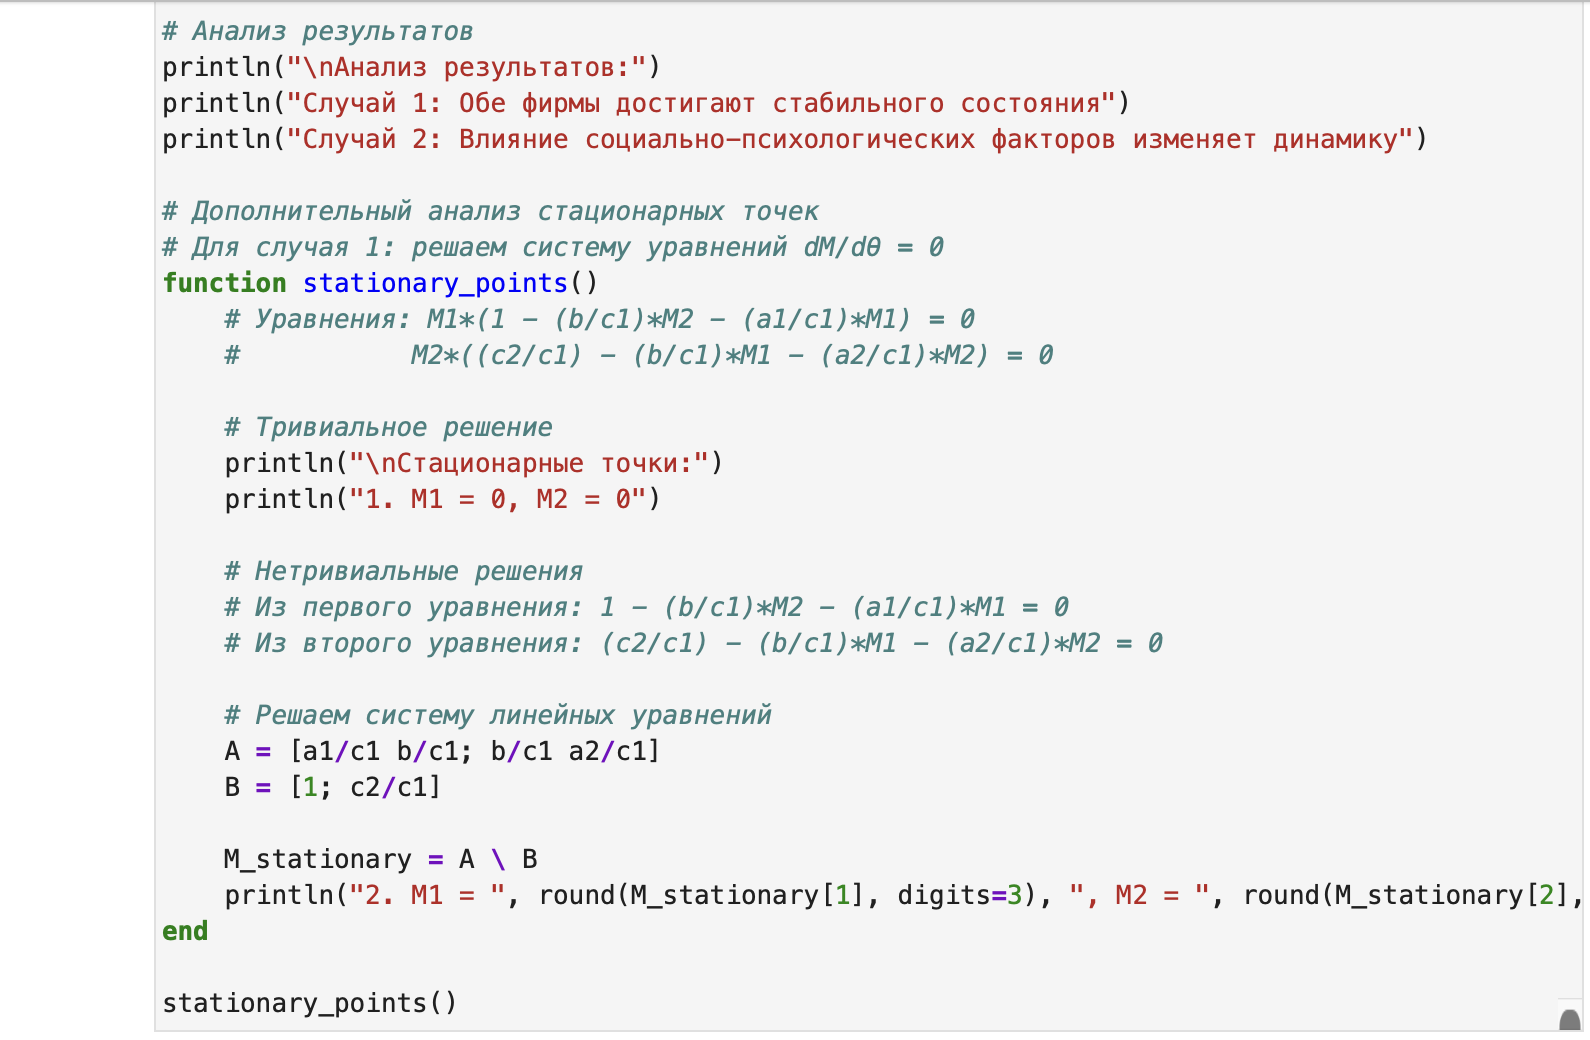 # Анализ результатов
println("\nАнализ результатов:")
println("Случай 1: Обе фирмы достигают стабильного состояния")
println("Случай 2: Влияние социально-психологических факторов изменяет динамику")

# Дополнительный анализ стационарных точек
# Для случая 1: решаем систему уравнений dM/dθ = 0
function stationary_points()
    # Уравнения: M1*(1 - (b/c1)*M2 - (a1/c1)*M1) = 0
    #           M2*((c2/c1) - (b/c1)*M1 - (a2/c1)*M2) = 0

    # Тривиальное решение
    println("\nСтационарные точки:")
    println("1. M1 = 0, M2 = 0")

    # Нетривиальные решения
    # Из первого уравнения: 1 - (b/c1)*M2 - (a1/c1)*M1 = 0
    # Из второго уравнения: (c2/c1) - (b/c1)*M1 - (a2/c1)*M2 = 0

    # Решаем систему линейных уравнений
    A = [a1/c1 b/c1; b/c1 a2/c1]
    B = [1; c2/c1]

    M_stationary = A \ B
    println("2. M1 = ", round(M_stationary[1], digits=3), ", M2 = ", round(M_stationary[2],
end

stationary_points()